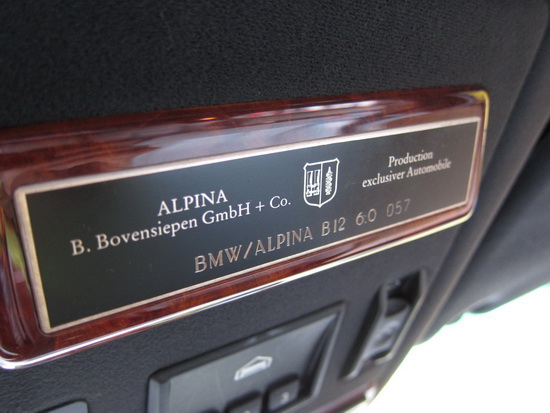 ALPINA
B. Bovensiepen GmbH + Co.
Production
exclusiver Automobile
BMW/ALPINA B12 6.0 057